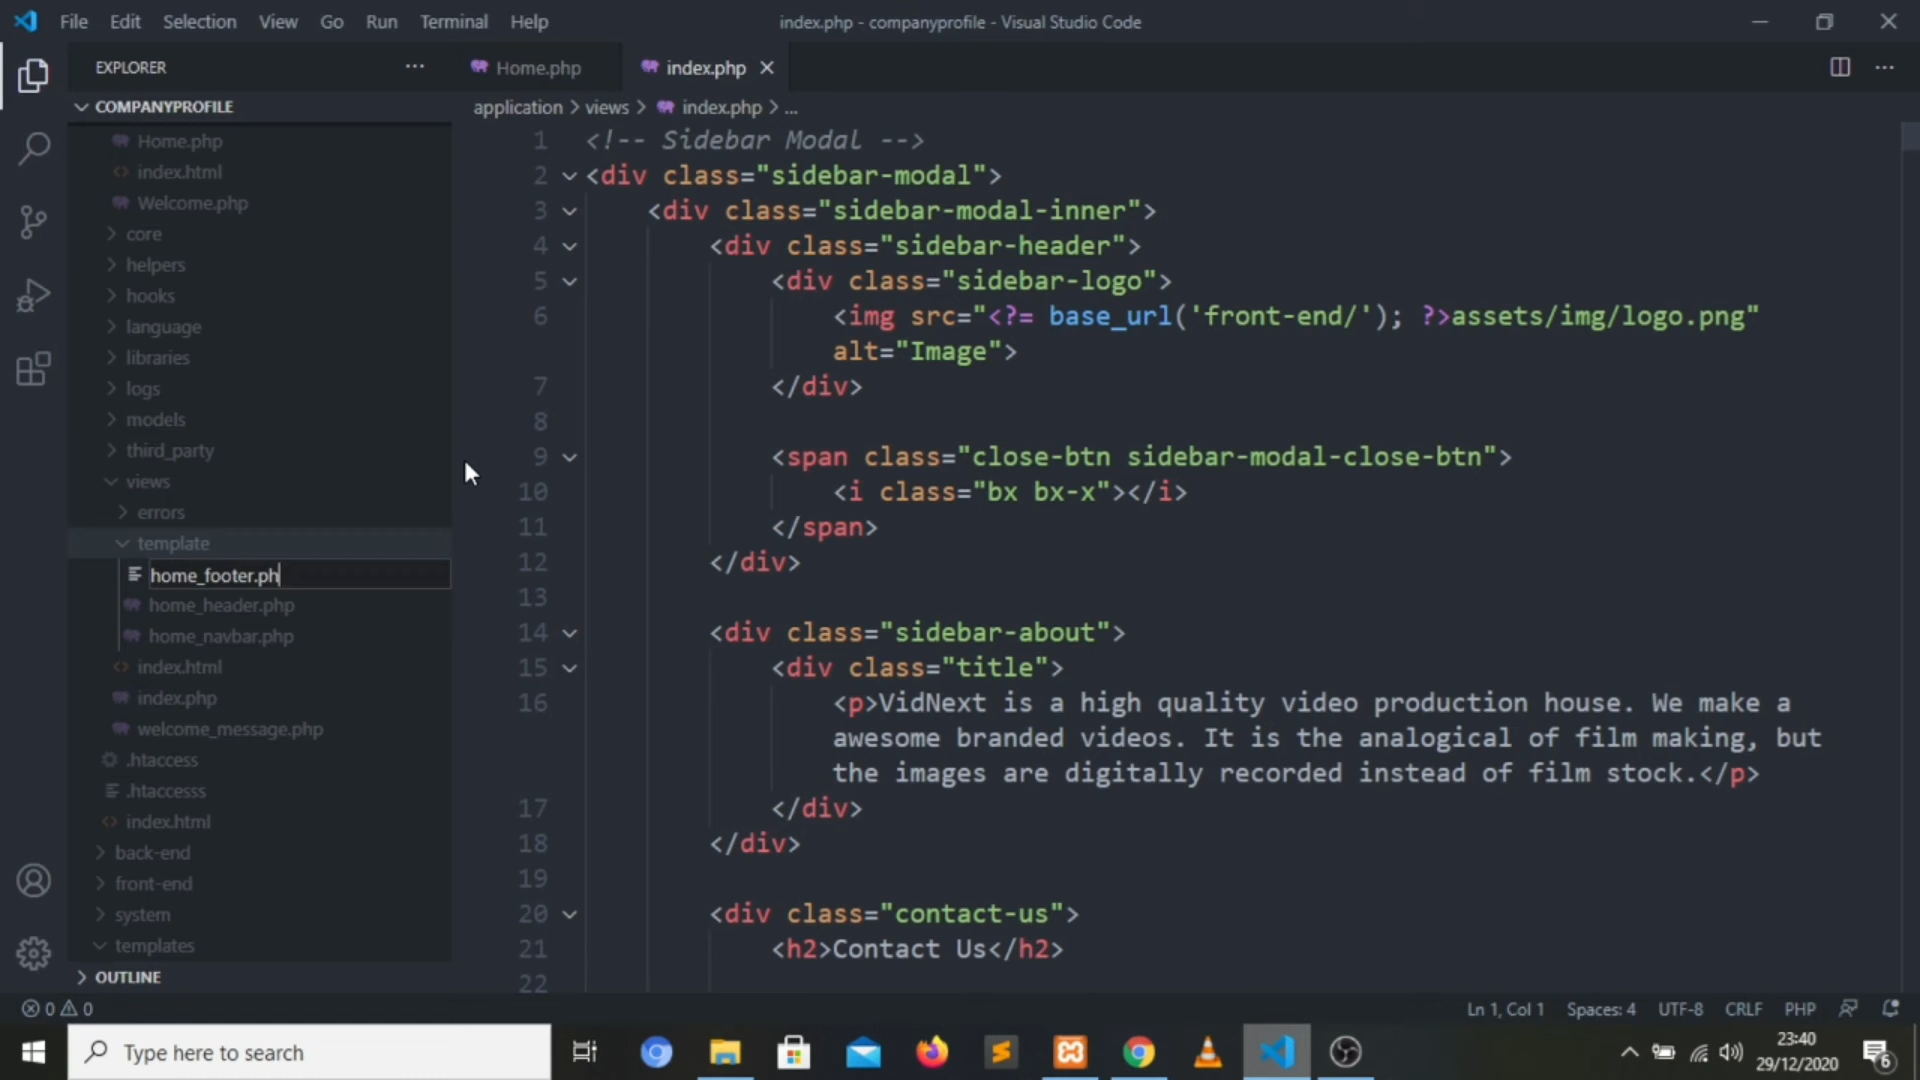 File Edit Selection View Go Run Terminal Help
index.php - companyprofile - Visual Studio Code
EXPLORER
Home.php
index.php
COMPANYPROFILE
application > views > index.php > ...
Home.php
index.html
Welcome.php
core
helpers
hooks
language
libraries
logs
models
third_party
views
errors
template
home_footer.ph
home_header.php
home_navbar.php
index.html
index.php
welcome_message.php
.htaccess
.htaccesss
index.html
back-end
front-end
system
templates
OUTLINE
1 <!-- Sidebar Modal -->
2 <div class="sidebar-modal">
3 <div class="sidebar-modal-inner">
4 <div class="sidebar-header">
5 <div class="sidebar-logo">
6 <img src="<?= base_url('front-end/'); ?>assets/img/logo.png"
alt="Image">
7 </div>
8
9 <span class="close-btn sidebar-modal-close-btn">
10 <i class="bx bx-x"></i>
11 </span>
12 </div>
13
14 <div class="sidebar-about">
15 <div class="title">
16 <p>VidNext is a high quality video production house. We make a
awesome branded videos. It is the analogical of film making, but
the images are digitally recorded instead of film stock.</p>
17 </div>
18 </div>
19
20 <div class="contact-us">
21 <h2>Contact Us</h2>
22
0 0
Ln 1, Col 1 Spaces: 4 UTF-8 CRLF PHP
Type here to search
23:40
29/12/2020
6